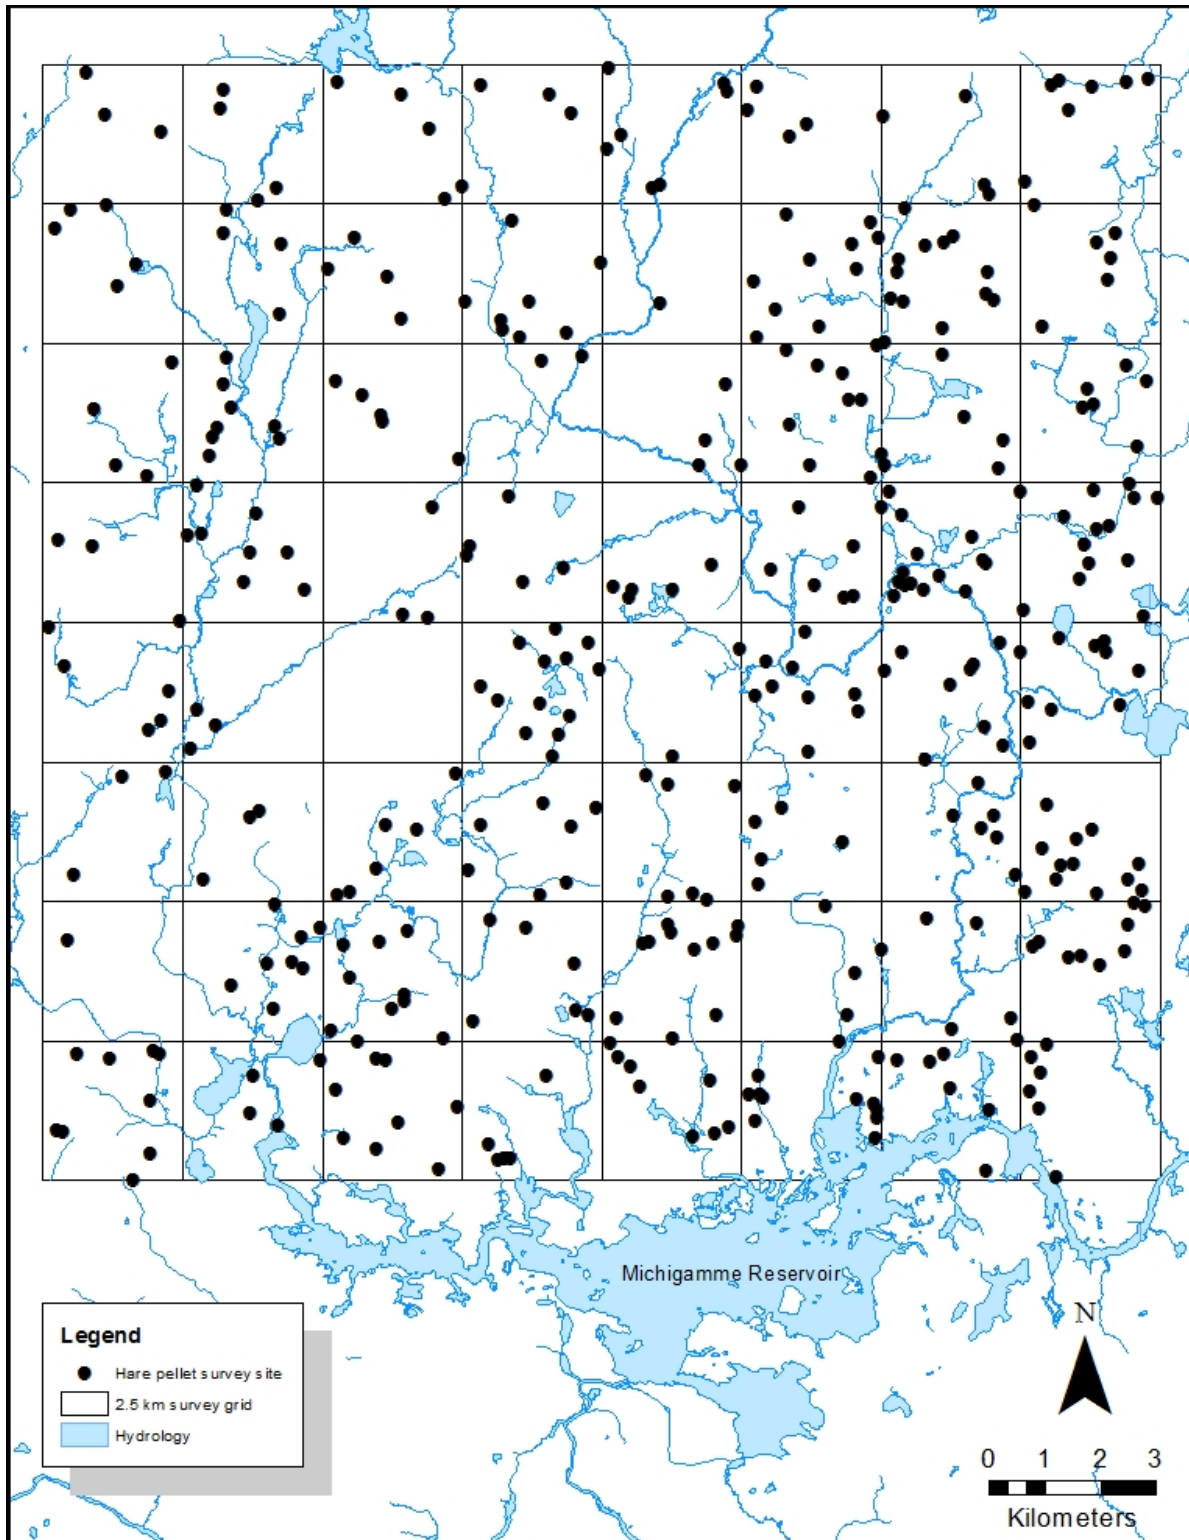 Michigamme Reservoir
Legend
Hare pellet survey site
2.5 km survey grid
Hydrology
N
0 1 2 3
Kilometers